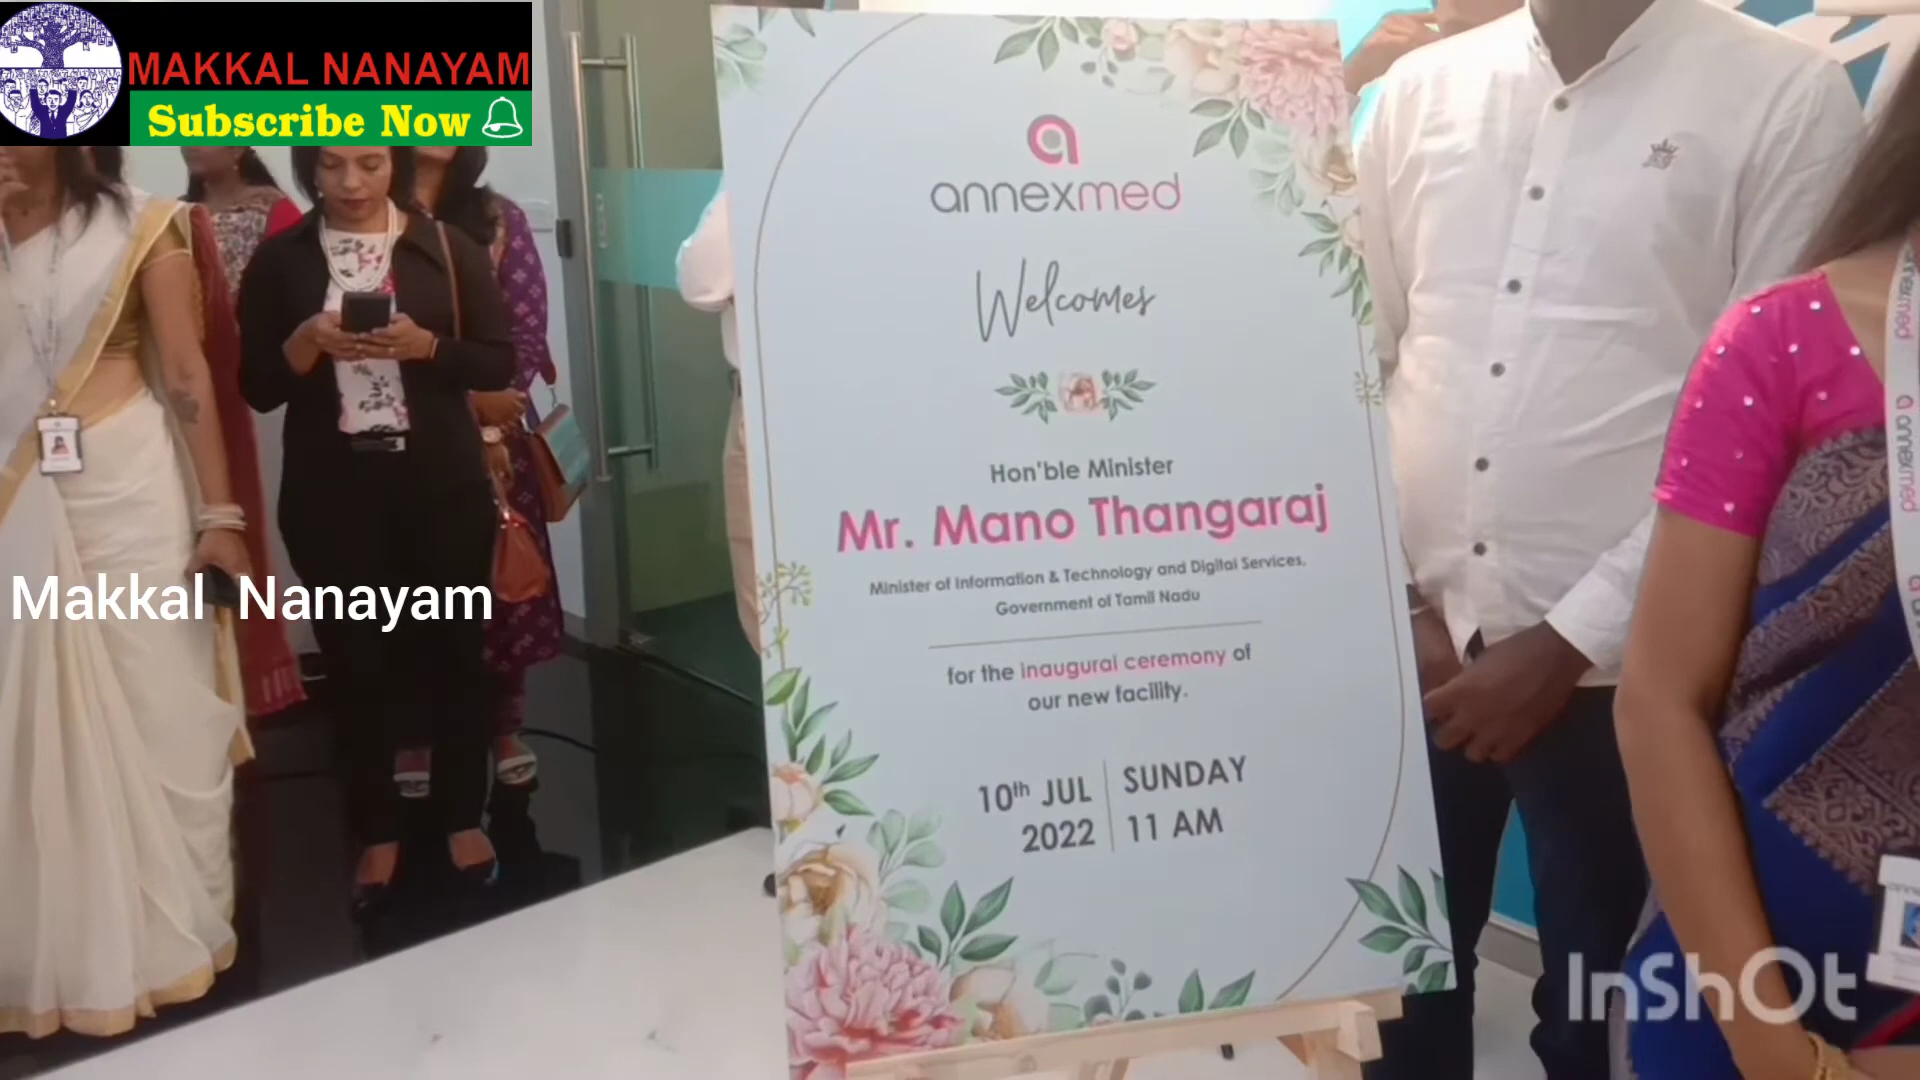 MAKKAL NANAYAM
Subscribe Now
annexmed
Welcomes
Hon'ble Minister
Mr. Mano Thangaraj
Minister of Information & Technology and Digital Services,
Government of Tamil Nadu
for the inaugural ceremony of
our new facility.
10th JUL
2022
SUNDAY
11 AM
Makkal Nanayam
annexmed
annexmed
InShOt